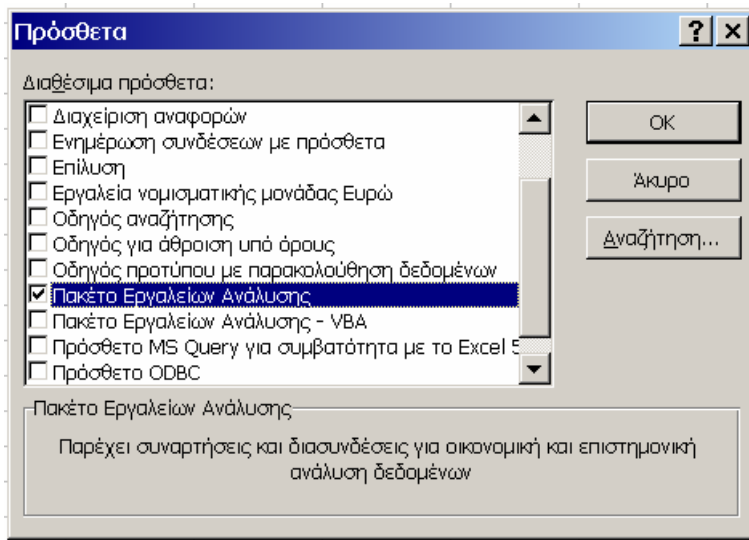 Πρόσθετα
Διαθέσιμα πρόσθετα:
Διαχείριση αναφορών
Ενημέρωση συνδέσεων με πρόσθετα
Επίλυση
Εργαλεία νομισματικής μονάδας Ευρώ
Οδηγός αναζήτησης
Οδηγός για άθροιση υπό όρους
Οδηγός προτύπου με παρακολούθηση δεδομένων
Πακέτο Εργαλείων Ανάλυσης
Πακέτο Εργαλείων Ανάλυσης - VBA
Πρόσθετο MS Query για συμβατότητα με το Excel 5
Πρόσθετο ODBC
OK
Άκυρο
Αναζήτηση...
Πακέτο Εργαλείων Ανάλυσης
Παρέχει συναρτήσεις και διασυνδέσεις για οικονομική και επιστημονική
ανάλυση δεδομένων